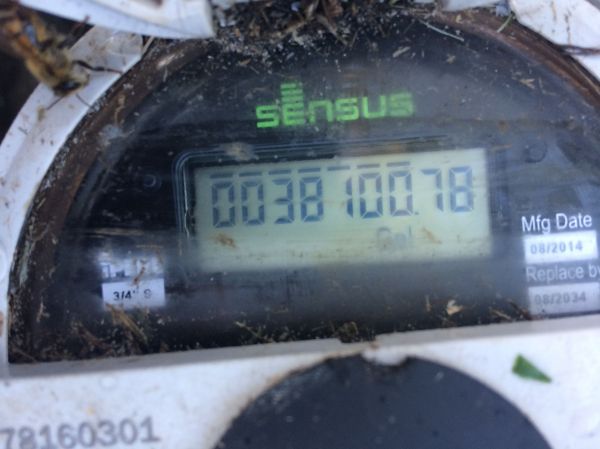 sensus
0038100.78
Gal
Mfg Date
08/2014
Replace by
08/2034
3/4" S
78160301